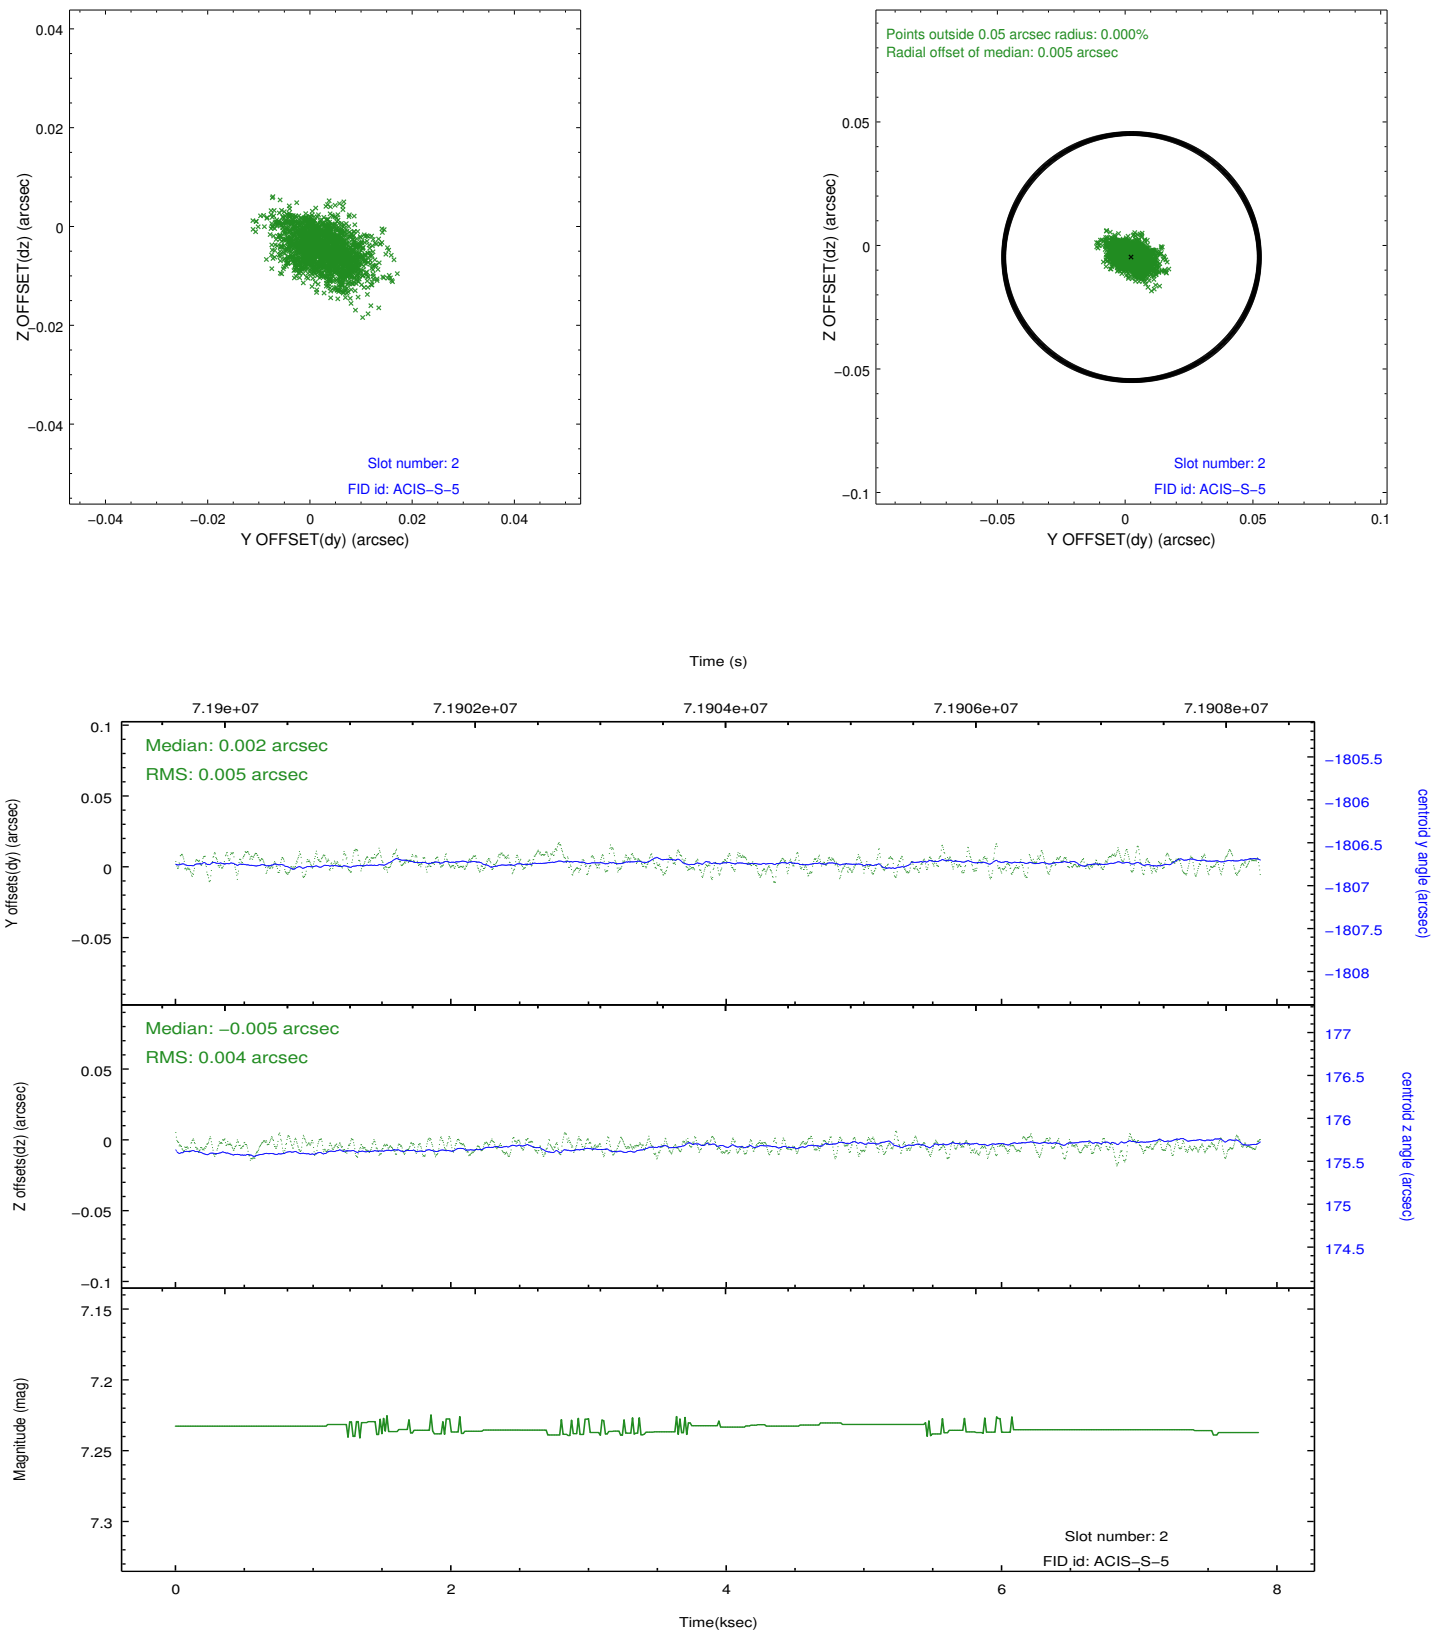 0.04
0.02
0
−0.02
−0.04
Z OFFSET(dz) (arcsec)
Slot number: 2
FID id: ACIS−S−5
−0.04
−0.02
0
0.02
0.04
Y OFFSET(dy) (arcsec)
Points outside 0.05 arcsec radius: 0.000%
Radial offset of median: 0.005 arcsec
0.05
0
−0.05
−0.1
Z OFFSET(dz) (arcsec)
Slot number: 2
FID id: ACIS−S−5
−0.05
0
0.05
0.1
Y OFFSET(dy) (arcsec)
Time (s)
7.19e+07
7.1902e+07
7.1904e+07
7.1906e+07
7.1908e+07
Median: 0.002 arcsec
RMS: 0.005 arcsec
0.1
0.05
0
−0.05
Y offsets(dy) (arcsec)
−1805.5
−1806
−1806.5
−1807
−1807.5
−1808
centroid y angle (arcsec)
Median: −0.005 arcsec
RMS: 0.004 arcsec
0.05
0
−0.05
−0.1
Z offsets(dz) (arcsec)
177
176.5
176
175.5
175
174.5
centroid z angle (arcsec)
7.15
7.2
7.25
7.3
Magnitude (mag)
Slot number: 2
FID id: ACIS−S−5
0
2
4
6
8
Time(ksec)